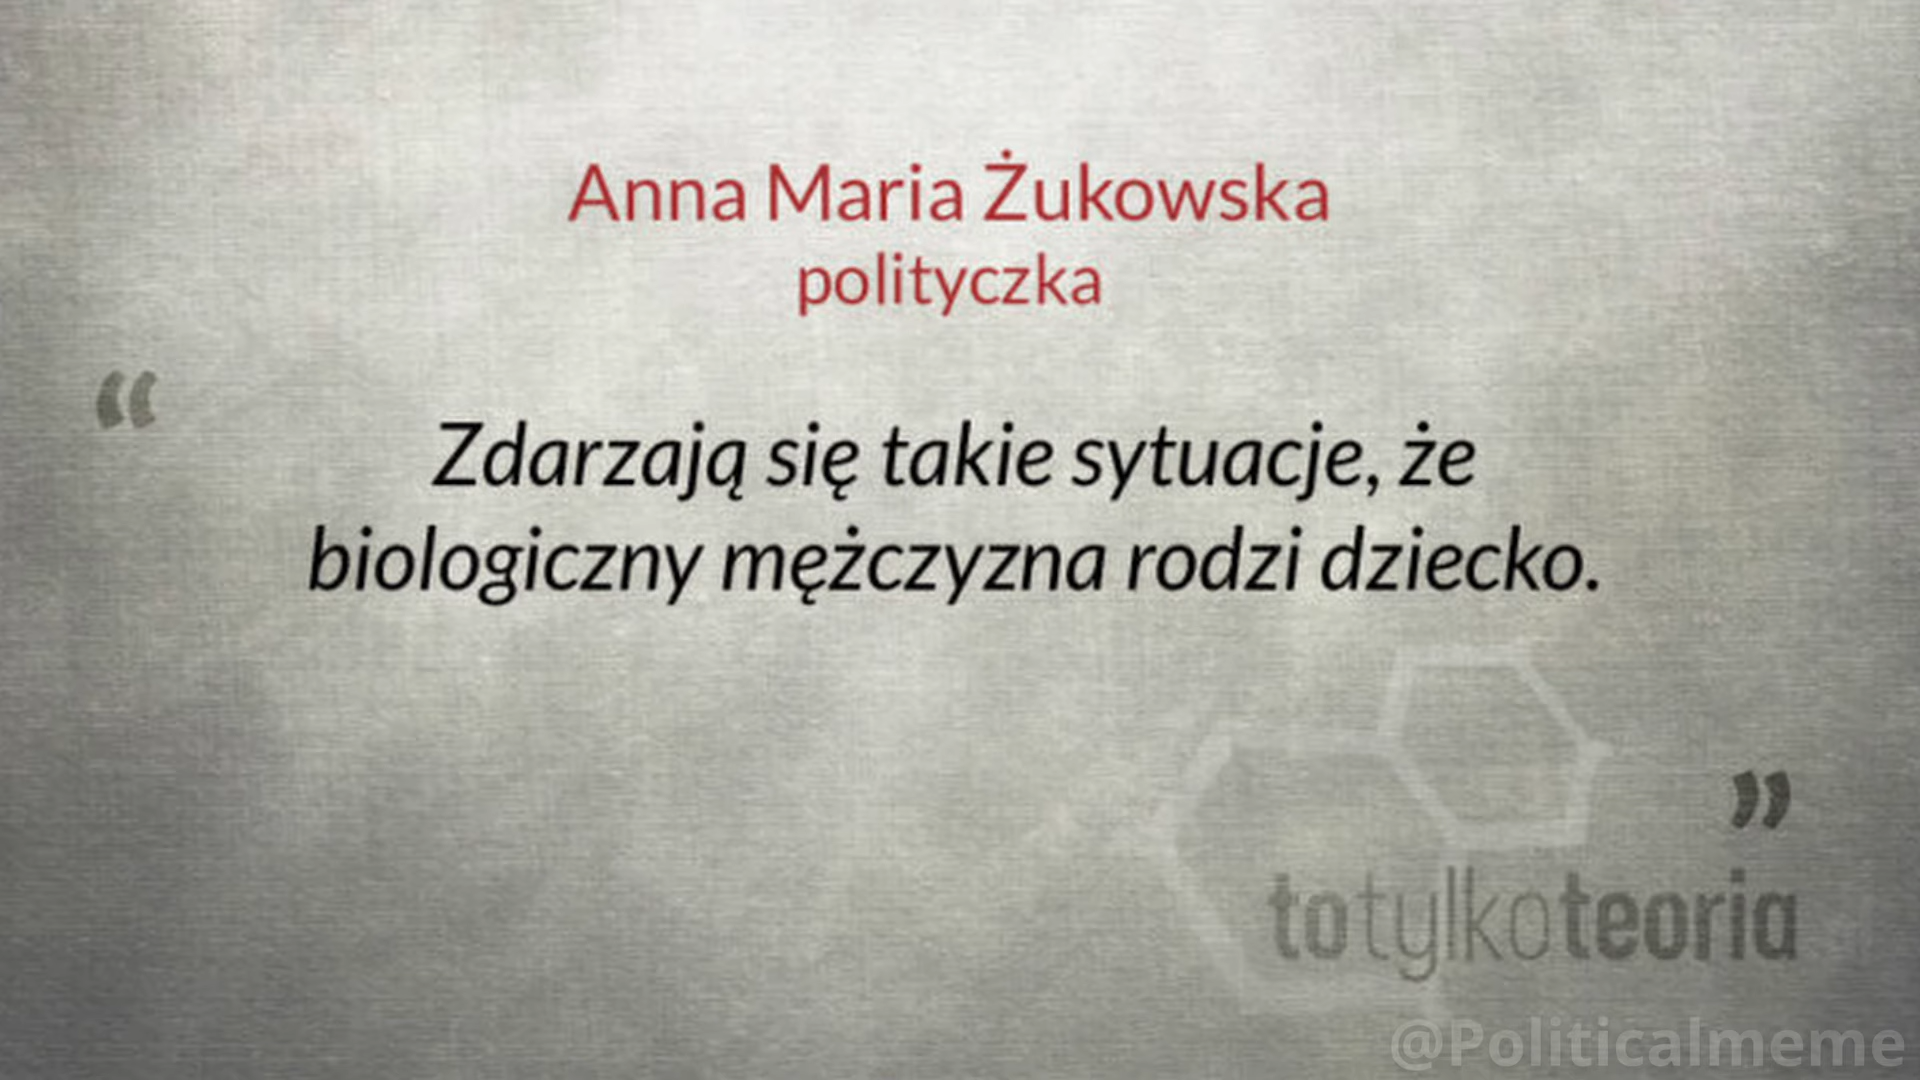 Anna Maria Żukowska
polityczka
“
Zdarzają się takie sytuacje, że
biologiczny mężczyzna rodzi dziecko.
”
totylkoteoria
@Politicalmeme